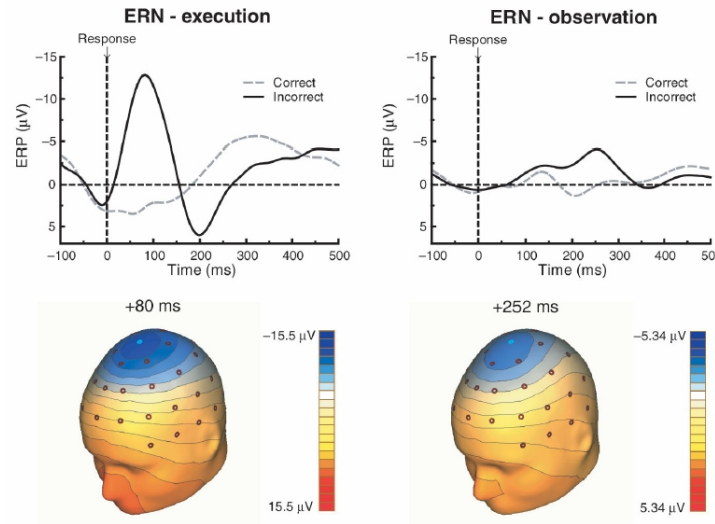 ERN - execution
Response
-15
-10
-5
0
5
ERP (µV)
Correct
Incorrect
-100
0
100
200
300
400
500
Time (ms)
ERN - observation
Response
-15
-10
-5
0
5
ERP (µV)
Correct
Incorrect
-100
0
100
200
300
400
500
Time (ms)
+80 ms
−15.5 µV
15.5 µV
+252 ms
−5.34 µV
5.34 µV